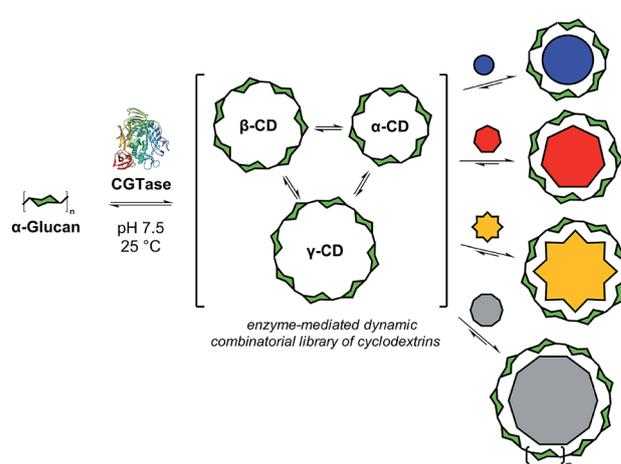 α-Glucan
n
CGTase
pH 7.5
25 °C
β-CD
α-CD
γ-CD
enzyme-mediated dynamic
combinatorial library of cyclodextrins